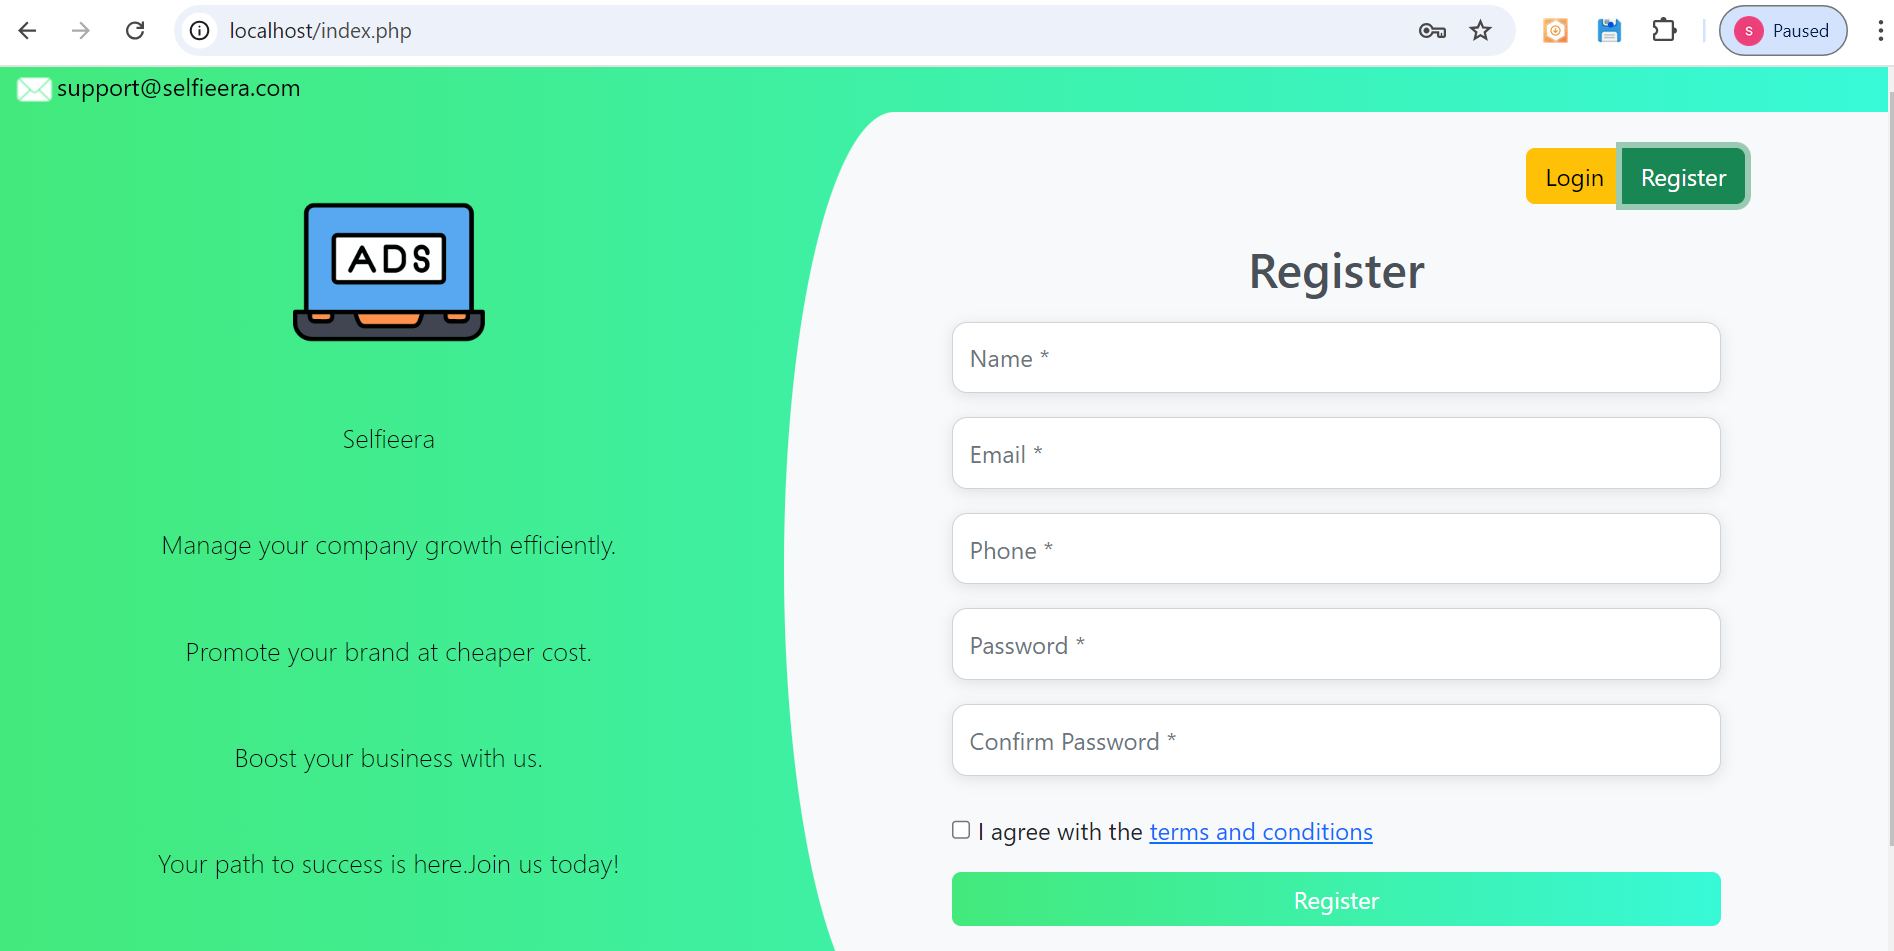 localhost/index.php
S Paused
support@selfieera.com
ADS
Selfieera
Manage your company growth efficiently.
Promote your brand at cheaper cost.
Boost your business with us.
Your path to success is here.Join us today!
Login Register
Register
Name *
Email *
Phone *
Password *
Confirm Password *
I agree with the terms and conditions
Register